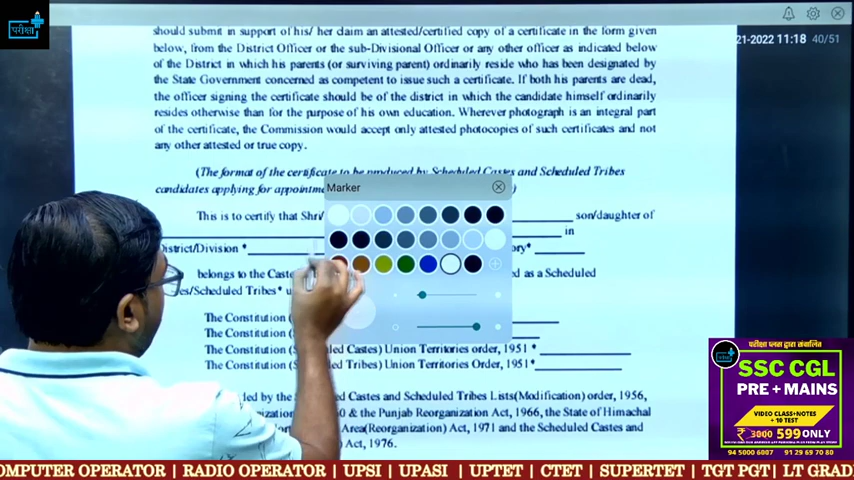 परीक्षा
should submit in support of his/ her claim an attested/certified copy of a certificate in the form given
below, from the District Officer or the sub-Divisional Officer or any other officer as indicated below
of the District in which his parents (or surviving parent) ordinarily reside who has been designated by
the State Government concerned as competent to issue such a certificate. If both his parents are dead,
the officer signing the certificate should be of the district in which the candidate himself ordinarily
resides otherwise than for the purpose of his own education. Wherever photograph is an integral part
of the certificate, the Commission would accept only attested photocopies of such certificates and not
any other attested or true copy.
21-2022 11:18 40/51
(The format of the certificate to be produced by Scheduled Castes and Scheduled Tribes
candidates applying for appointme
Marker
This is to certify that Shri/ son/daughter of
in
District/Division * ory*
belongs to the Caste d as a Scheduled
es/Scheduled Tribes* u
The Constitution (
The Constitution (
The Constitution (S led Castes) Union Territories order, 1951 *
The Constitution (S led Tribes) Union Territories order, 1951*
ed by the Castes and Scheduled Tribes Lists(Modification) order, 1956,
0 & the Punjab Reorganization Act, 1966, the State of Himachal
Area(Reorganization) Act, 1971 and the Scheduled Castes and
) Act, 1976.
परीक्षा प्लस द्वारा संचालित
SSC CGL
PRE + MAINS
VIDEO CLASS+NOTES
+ 10 TEST
₹ 3000 599 ONLY
94 5000 6007 91 29 69 70 80
OMPUTER OPERATOR | RADIO OPERATOR | UPSI | UPASI | UPTET | CTET | SUPERTET | TGT PGT| LT GRAD